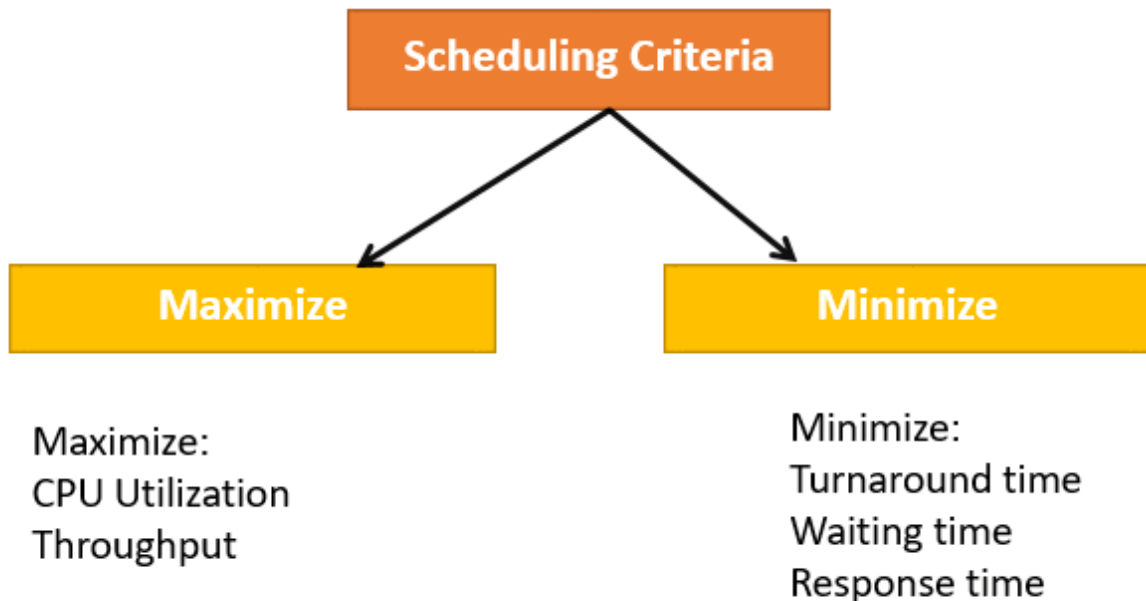 Scheduling Criteria
Maximize
Minimize
Maximize:
CPU Utilization
Throughput
Minimize:
Turnaround time
Waiting time
Response time